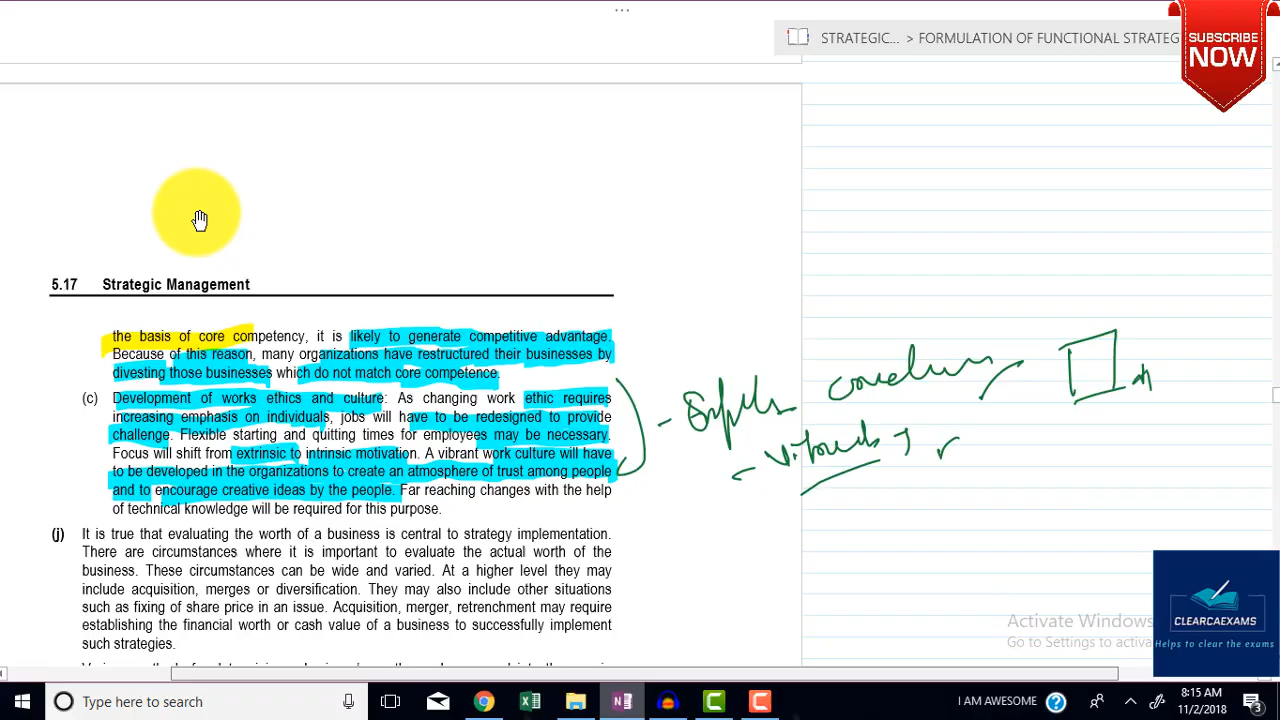 ...
STRATEGIC... > FORMULATION OF FUNCTIONAL STRATEG
SUBSCRIBE
NOW
5.17 Strategic Management
the basis of core competency, it is likely to generate competitive advantage.
Because of this reason, many organizations have restructured their businesses by
divesting those businesses which do not match core competence.
(c) Development of works ethics and culture: As changing work ethic requires
increasing emphasis on individuals, jobs will have to be redesigned to provide
challenge. Flexible starting and quitting times for employees may be necessary.
Focus will shift from extrinsic to intrinsic motivation. A vibrant work culture will have
to be developed in the organizations to create an atmosphere of trust among people
and to encourage creative ideas by the people. Far reaching changes with the help
of technical knowledge will be required for this purpose.
(j) It is true that evaluating the worth of a business is central to strategy implementation.
There are circumstances where it is important to evaluate the actual worth of the
business. These circumstances can be wide and varied. At a higher level they may
include acquisition, merges or diversification. They may also include other situations
such as fixing of share price in an issue. Acquisition, merger, retrenchment may require
establishing the financial worth or cash value of a business to successfully implement
such strategies.
Activate Windows
Go to Settings to activa
CLEARCAEXAMS
Helps to clear the exams
Type here to search
I AM AWESOME
8:15 AM
11/2/2018
3